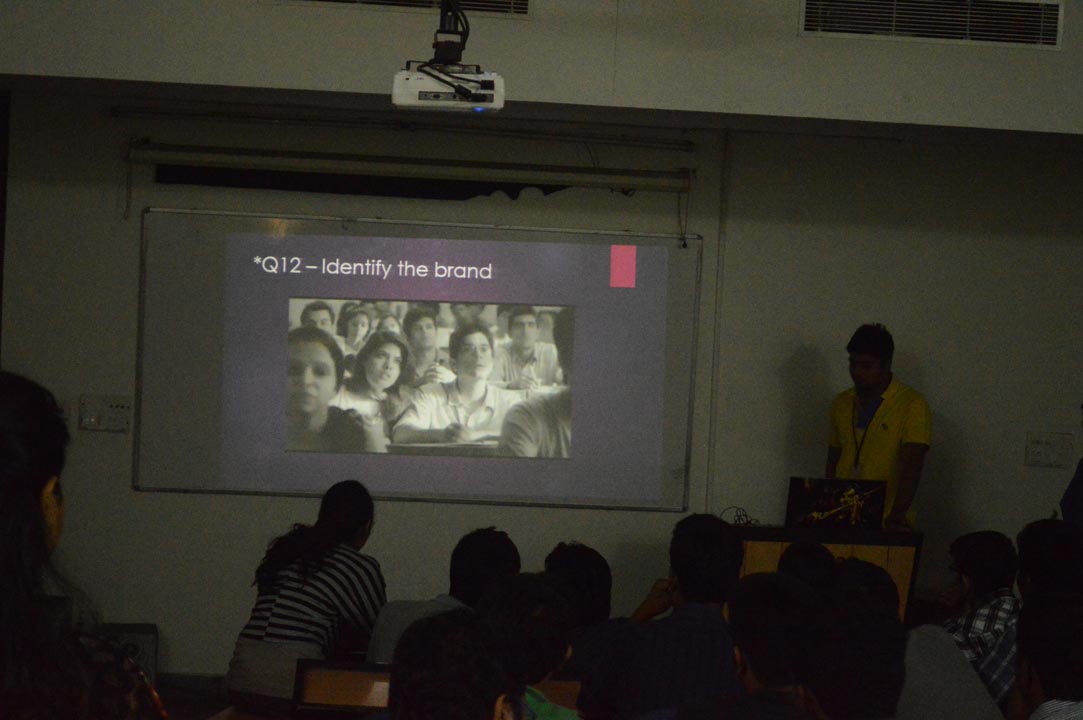 *Q12 – Identify the brand